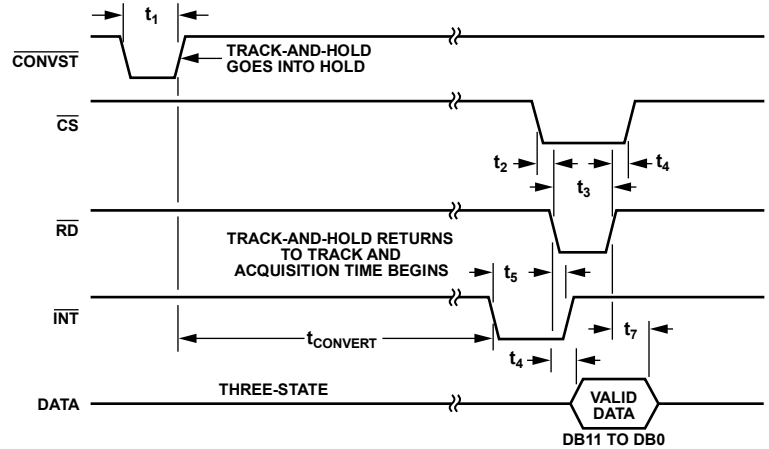 t1
CONVST
TRACK-AND-HOLD
GOES INTO HOLD
CS
t2
t4
t3
RD
TRACK-AND-HOLD RETURNS
TO TRACK AND
ACQUISITION TIME BEGINS
t5
INT
tCONVERT
t7
t4
THREE-STATE
DATA
VALID
DATA
DB11 TO DB0